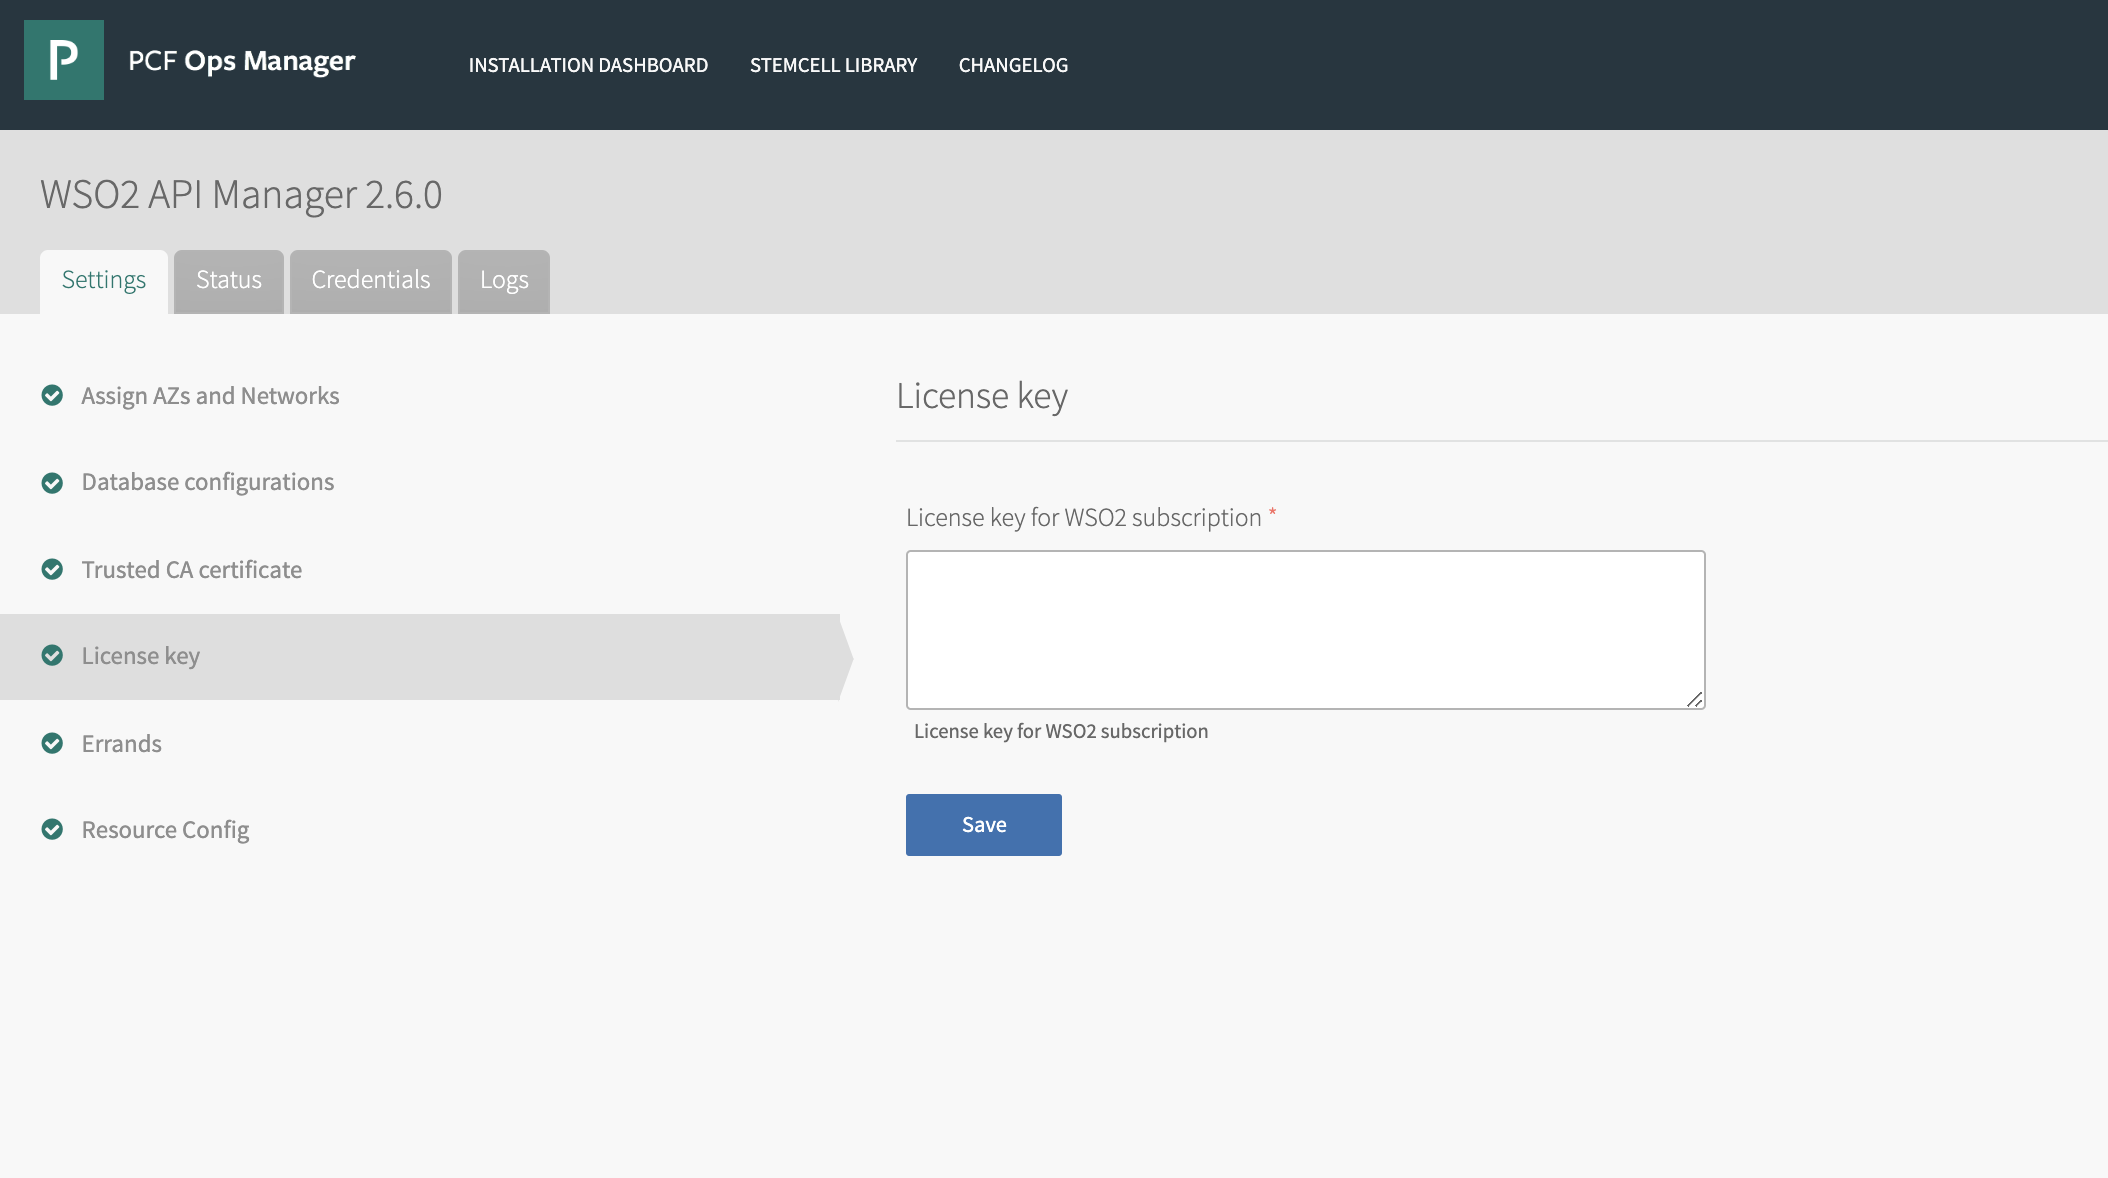 P
PCF Ops Manager
INSTALLATION DASHBOARD
STEMCELL LIBRARY
CHANGELOG
WSO2 API Manager 2.6.0
Settings
Status
Credentials
Logs
Assign AZs and Networks
Database configurations
Trusted CA certificate
License key
Errands
Resource Config
License key
License key for WSO2 subscription *
License key for WSO2 subscription
Save